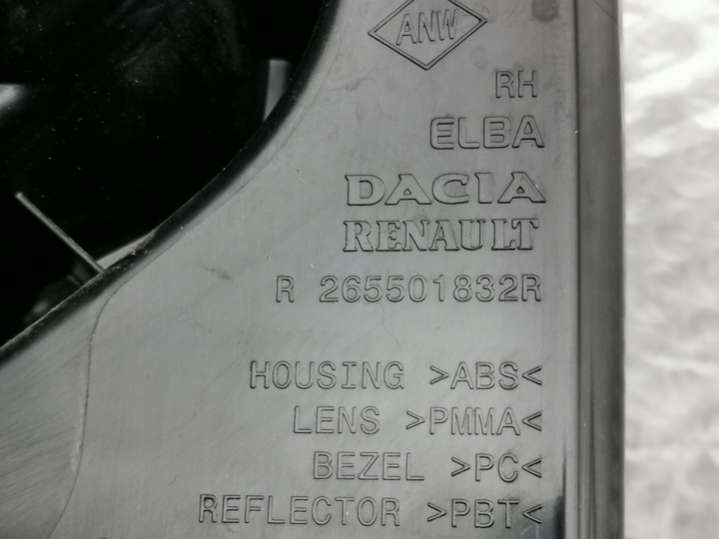 ANW
RH
ELBA
DACIA
RENAULT
R 265501832R
HOUSING >ABS<
LENS >PMMA<
BEZEL >PC<
REFLECTOR >PBT<